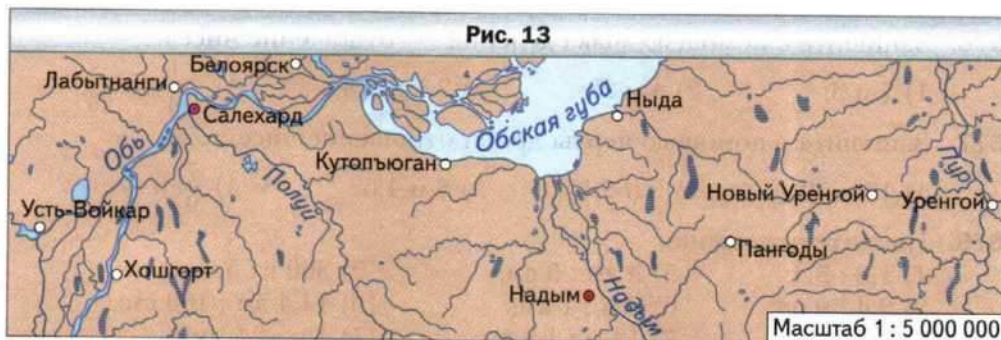 Рис. 13
Белоярск
Лабытнанги
Салехард
Обь
Обская губа
Ныда
Кутопъюган
Полуй
Пур
Новый Уренгой
Уренгой
Усть-Войкар
Пангоды
Хошгорт
Надым
Надым
Масштаб 1 : 5 000 000